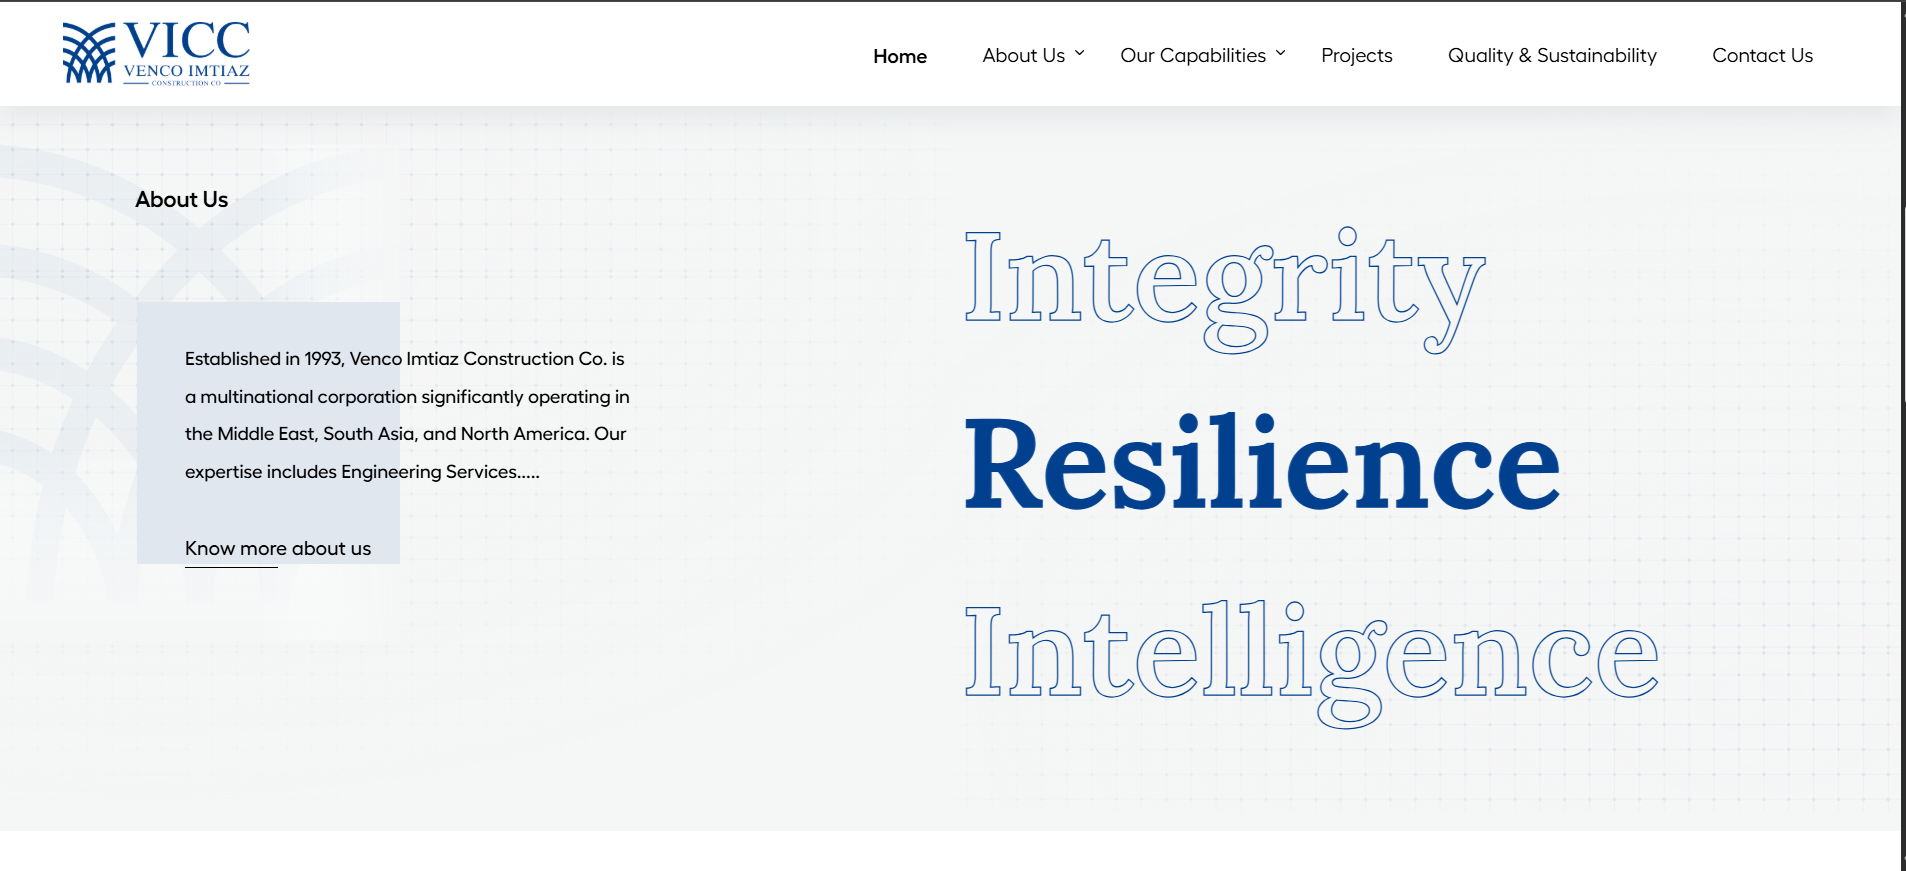 VICC
VENCO IMTIAZ
CONSTRUCTION CO
Home
About Us
Our Capabilities
Projects
Quality & Sustainability
Contact Us
About Us
Established in 1993, Venco Imtiaz Construction Co. is
a multinational corporation significantly operating in
the Middle East, South Asia, and North America. Our
expertise includes Engineering Services.....
Know more about us
Integrity
Resilience
Intelligence